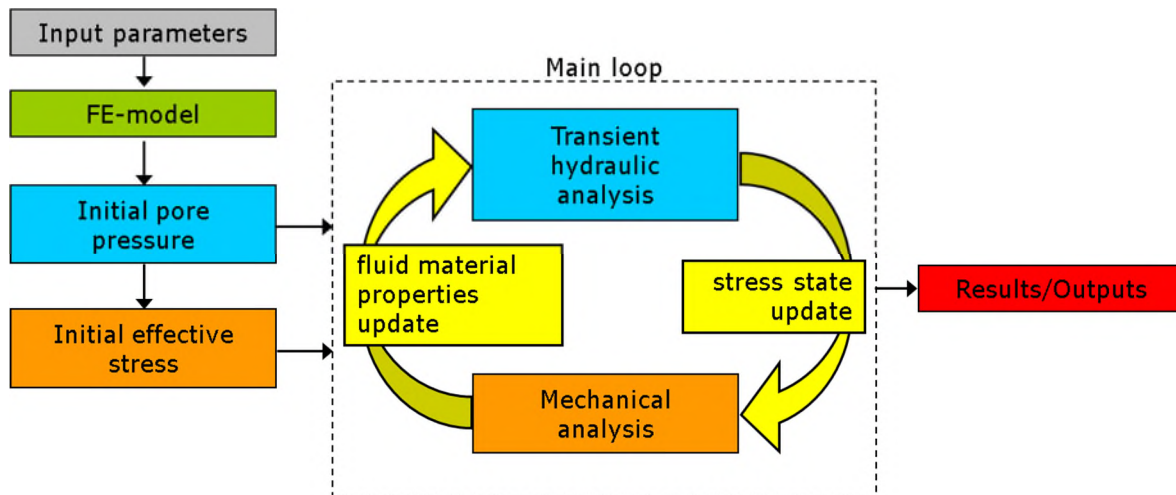 Input parameters
FE-model
Initial pore
pressure
Initial effective
stress
Main loop
Transient
hydraulic
analysis
fluid material
properties
update
stress state
update
Mechanical
analysis
Results/Outputs